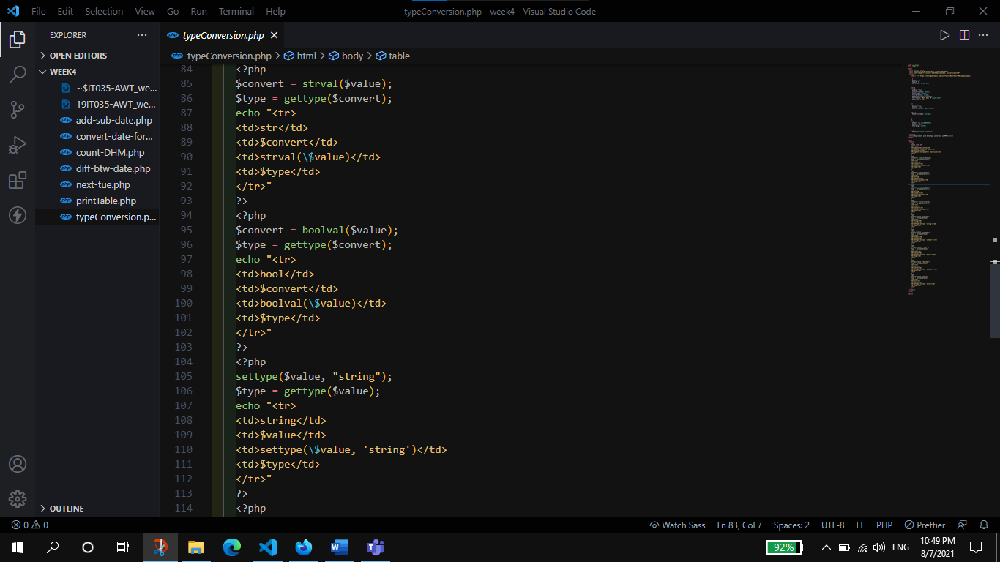 File Edit Selection View Go Run Terminal Help
typeConversion.php - week4 - Visual Studio Code
EXPLORER
OPEN EDITORS
WEEK4
~$IT035-AWT_we...
19IT035-AWT_we...
add-sub-date.php
convert-date-for...
count-DHM.php
diff-btw-date.php
next-tue.php
printTable.php
typeConversion.p...
OUTLINE
typeConversion.php
typeConversion.php > html > body > table
84 <?php
85 $convert = strval($value);
86 $type = gettype($convert);
87 echo "<tr>
88 <td>str</td>
89 <td>$convert</td>
90 <td>strval(\$value)</td>
91 <td>$type</td>
92 </tr>"
93 ?>
94 <?php
95 $convert = boolval($value);
96 $type = gettype($convert);
97 echo "<tr>
98 <td>bool</td>
99 <td>$convert</td>
100 <td>boolval(\$value)</td>
101 <td>$type</td>
102 </tr>"
103 ?>
104 <?php
105 settype($value, "string");
106 $type = gettype($value);
107 echo "<tr>
108 <td>string</td>
109 <td>$value</td>
110 <td>settype(\$value, 'string')</td>
111 <td>$type</td>
112 </tr>"
113 ?>
114 <?php
0 0
Watch Sass Ln 83, Col 7 Spaces: 2 UTF-8 LF PHP Prettier
92% ENG
10:49 PM
8/7/2021